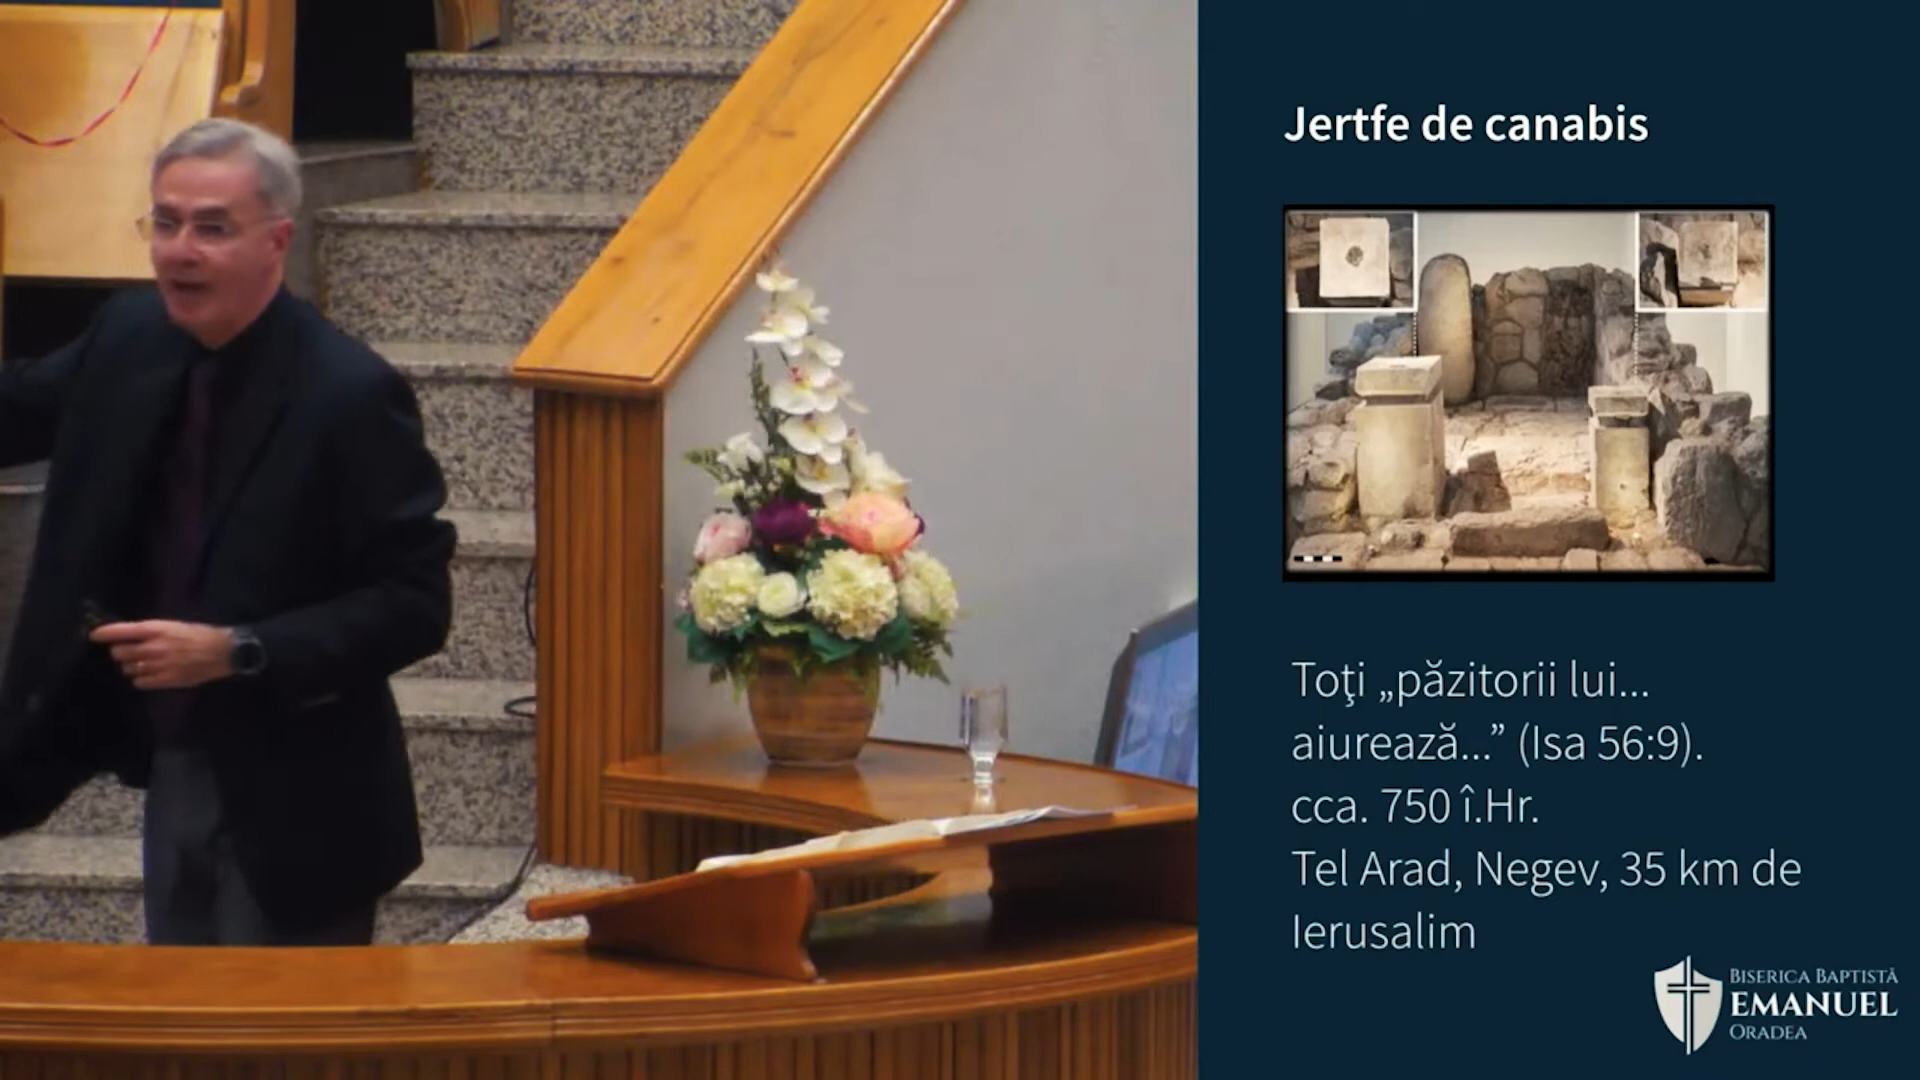 Jertfe de canabis
Toţi „păzitorii lui...
aiurează...” (Isa 56:9).
cca. 750 î.Hr.
Tel Arad, Negev, 35 km de
Ierusalim
BISERICA BAPTISTĂ
EMANUEL
ORADEA